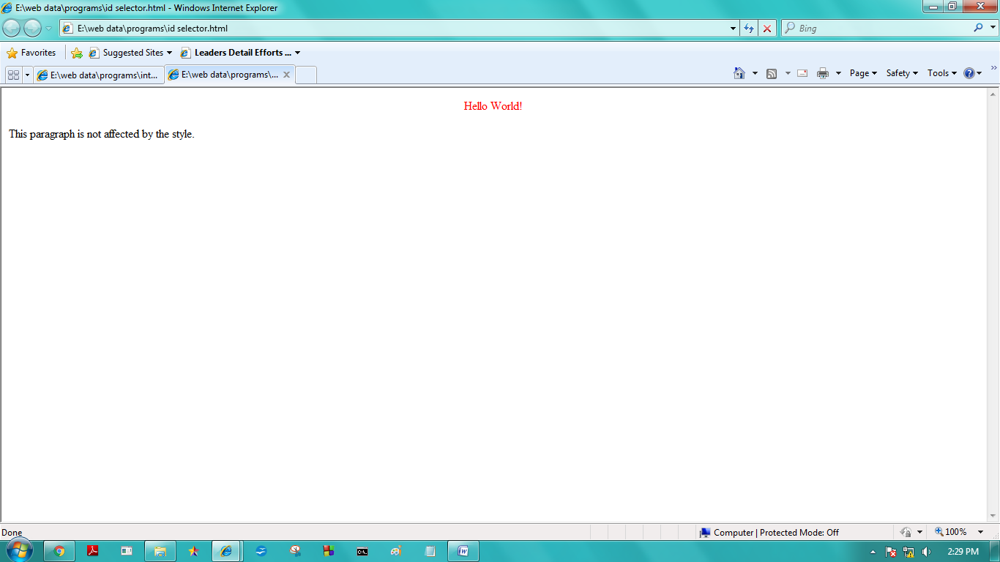 E:\web data\programs\id selector.html - Windows Internet Explorer
E:\web data\programs\id selector.html
Bing
Favorites Suggested Sites Leaders Detail Efforts ...
E:\web data\programs\int... E:\web data\programs\... Page Safety Tools
Hello World!
This paragraph is not affected by the style.
Done Computer | Protected Mode: Off 100%
2:29 PM